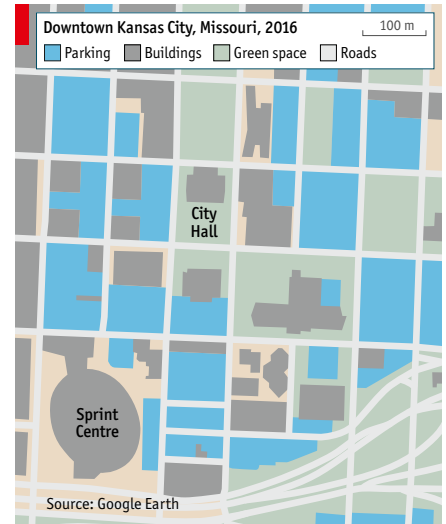 Downtown Kansas City, Missouri, 2016
100 m
Parking Buildings Green space Roads
City
Hall
Sprint
Centre
Source: Google Earth